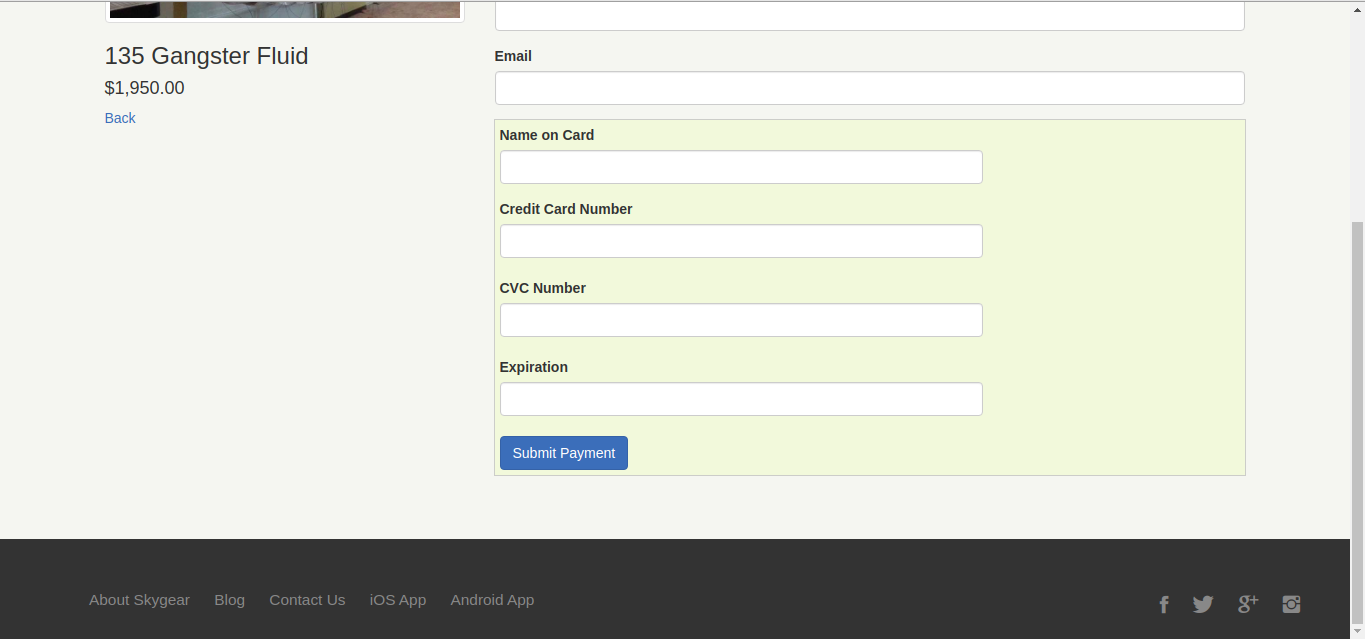 135 Gangster Fluid
$1,950.00
Back
Email
Name on Card
Credit Card Number
CVC Number
Expiration
Submit Payment
About Skygear Blog Contact Us iOS App Android App